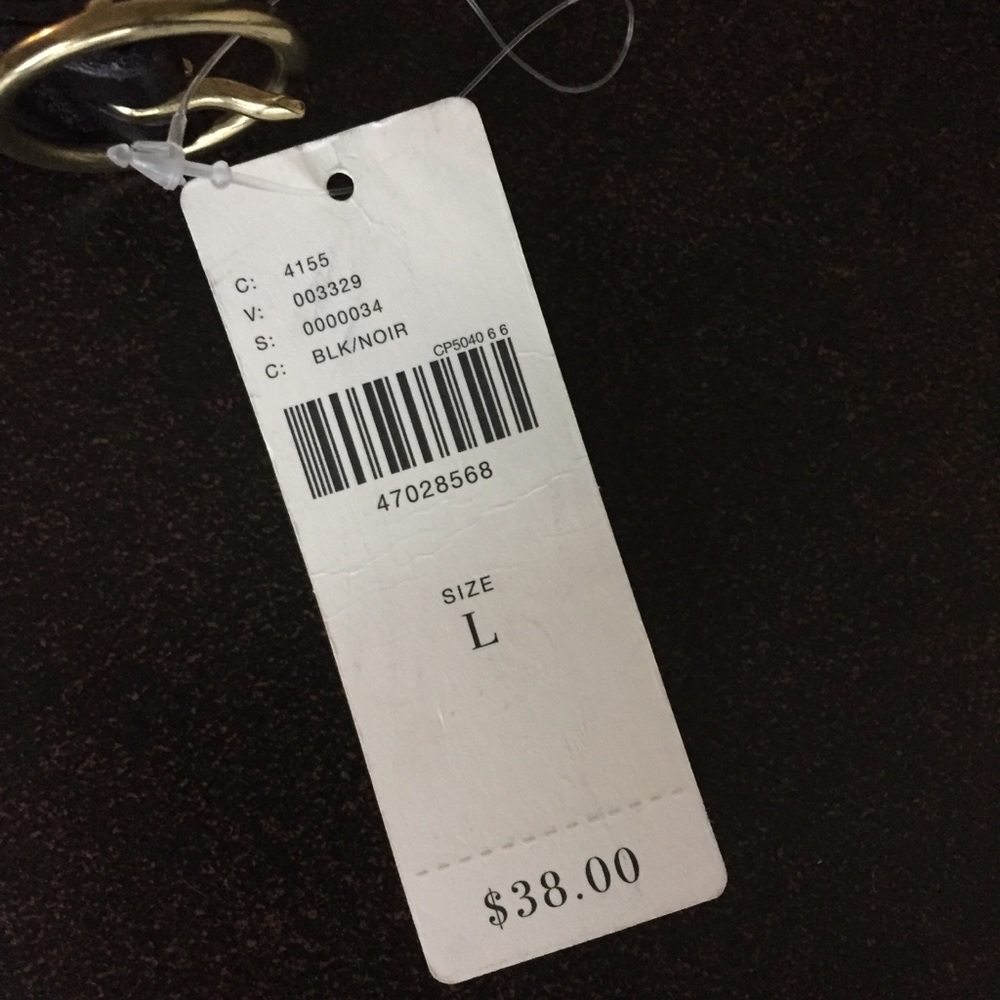 C: 4155
V: 003329
S: 0000034
C: BLK/NOIR
CP5040 6 6
47028568
SIZE
L
$38.00